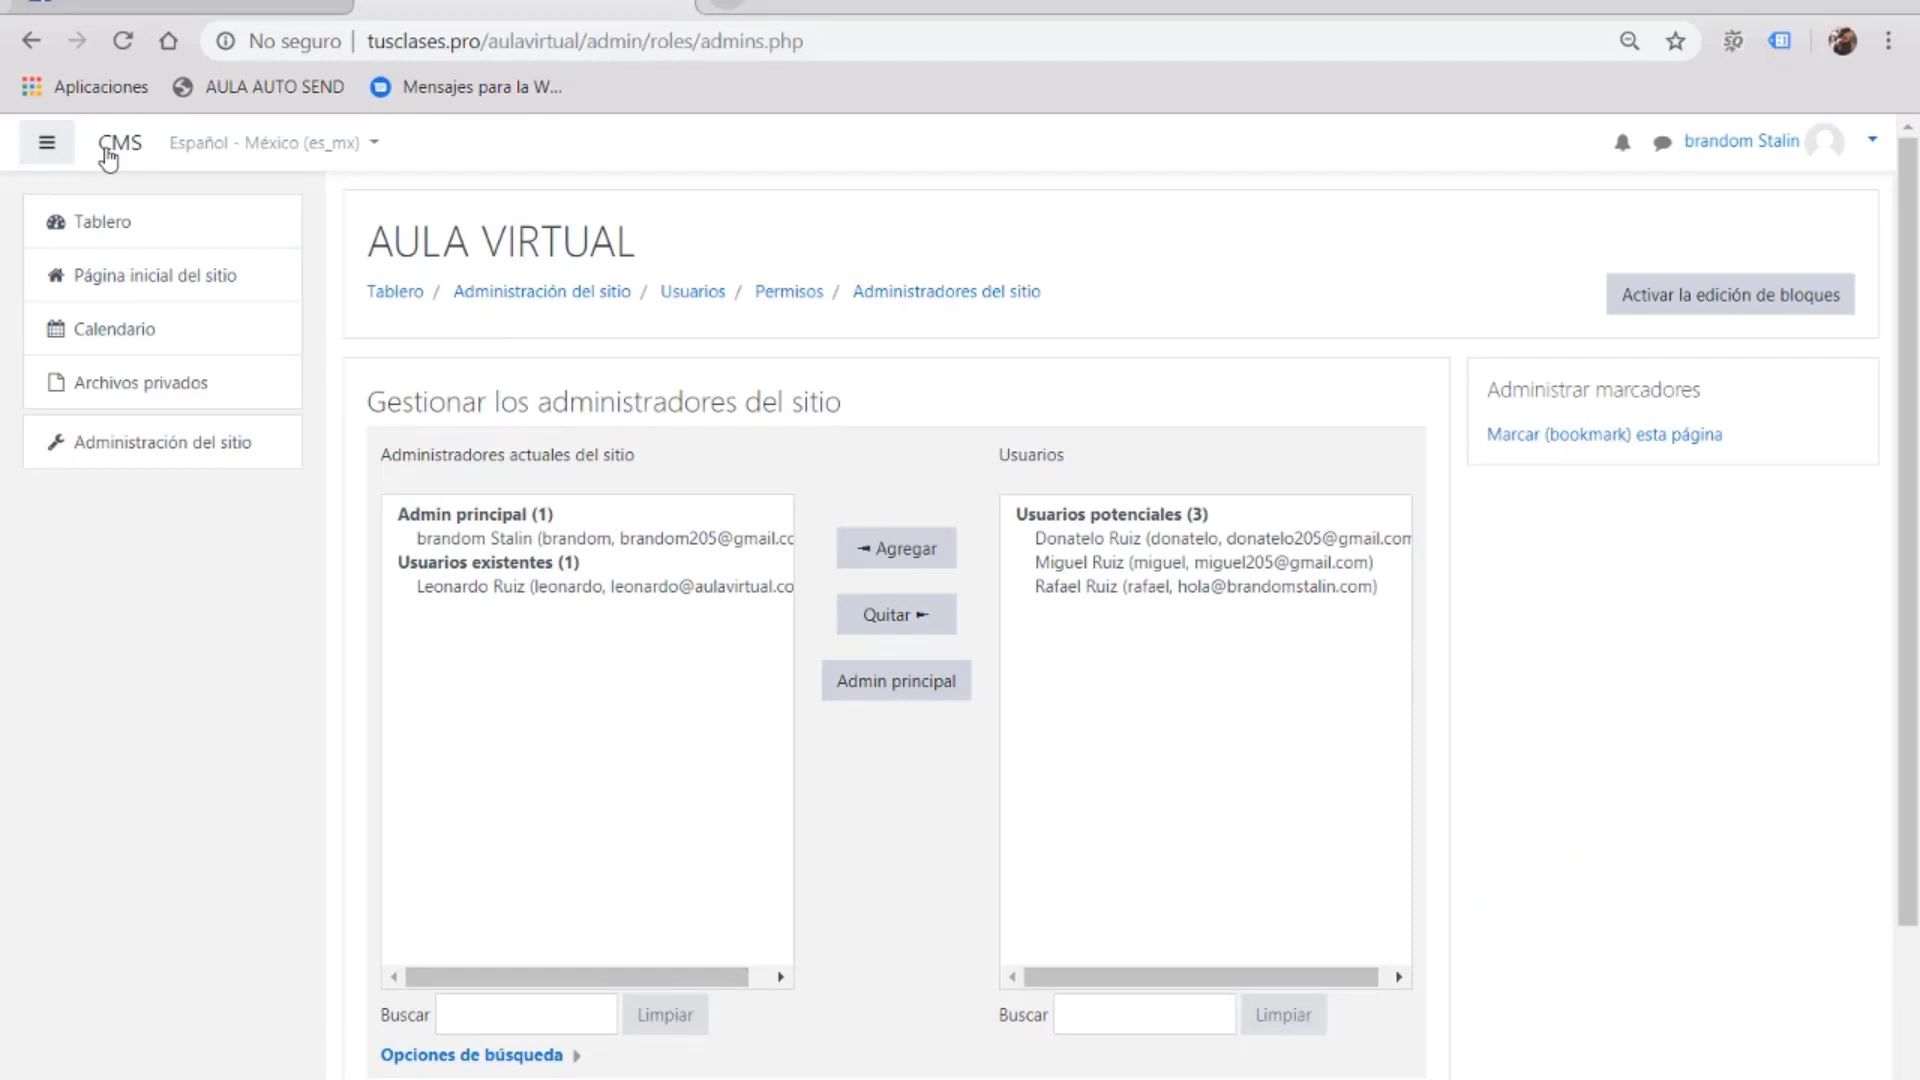 No seguro | tusclases.pro/aulavirtual/admin/roles/admins.php
Aplicaciones AULA AUTO SEND Mensajes para la W...
CMS Español - México (es_mx) brandom Stalin
Tablero
Página inicial del sitio
Calendario
Archivos privados
Administración del sitio
AULA VIRTUAL
Tablero / Administración del sitio / Usuarios / Permisos / Administradores del sitio
Activar la edición de bloques
Gestionar los administradores del sitio
Administradores actuales del sitio
Admin principal (1)
brandom Stalin (brandom, brandom205@gmail.cc
Usuarios existentes (1)
Leonardo Ruiz (leonardo, leonardo@aulavirtual.co
Buscar Limpiar
Opciones de búsqueda
Agregar
Quitar
Admin principal
Usuarios
Usuarios potenciales (3)
Donatelo Ruiz (donatelo, donatelo205@gmail.com
Miguel Ruiz (miguel, miguel205@gmail.com)
Rafael Ruiz (rafael, hola@brandomstalin.com)
Buscar Limpiar
Administrar marcadores
Marcar (bookmark) esta página